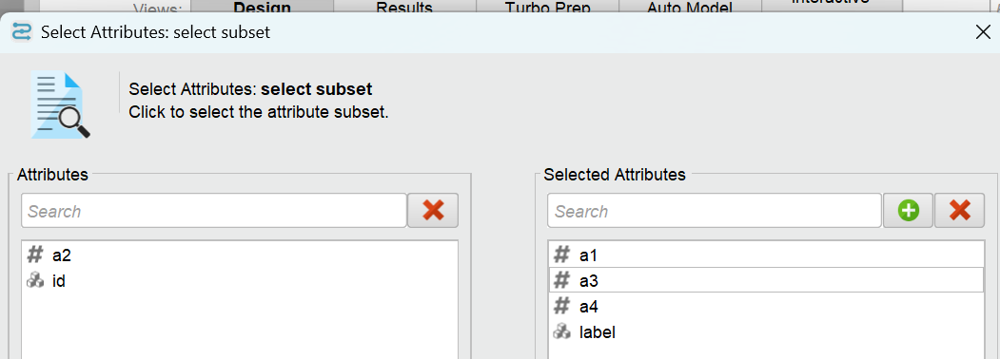 Views: Design Results Turbo Prep Auto Model Interactive
Select Attributes: select subset
Select Attributes: select subset
Click to select the attribute subset.
Attributes
Search
a2
id
Selected Attributes
Search
a1
a3
a4
label